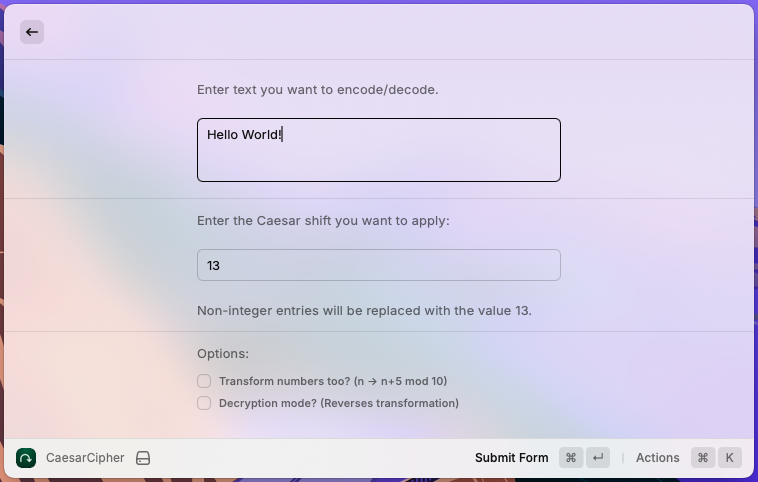 Enter text you want to encode/decode.
Hello World!
Enter the Caesar shift you want to apply:
13
Non-integer entries will be replaced with the value 13.
Options:
Transform numbers too? (n → n+5 mod 10)
Decryption mode? (Reverses transformation)
CaesarCipher Submit Form ⌘ ↵ Actions ⌘ K